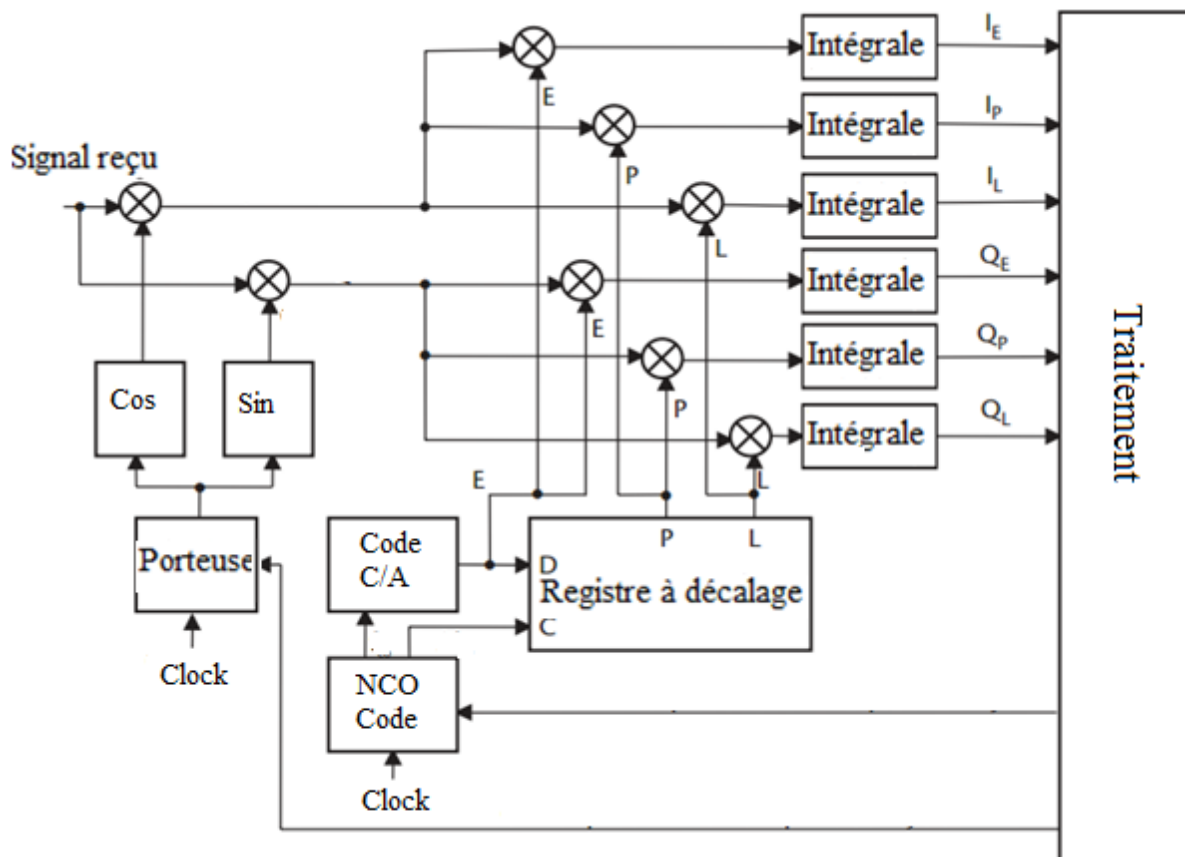 Intégrale
I_E
E
Intégrale
I_P
P
Signal reçu
Intégrale
I_L
L
Intégrale
Q_E
E
Intégrale
Q_P
P
Intégrale
Q_L
L
Traitement
Cos
Sin
E
Porteuse
Clock
Code
C/A
P
L
D
Registre à décalage
C
NCO
Code
Clock